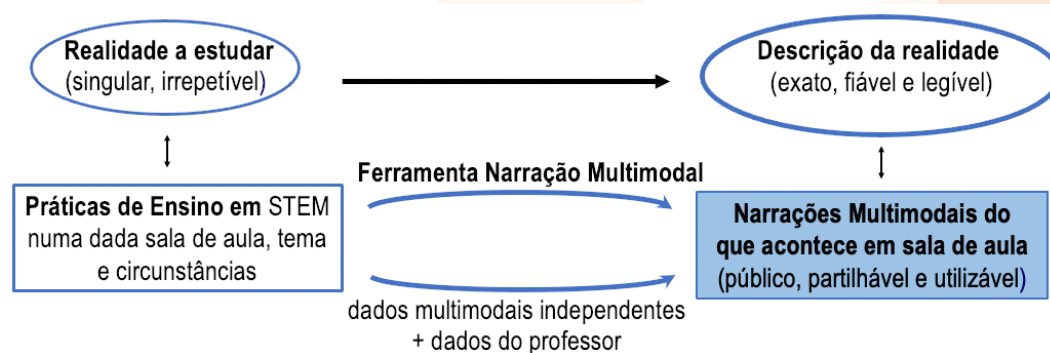 Realidade a estudar
(singular, irrepetível)
Descrição da realidade
(exato, fiável e legível)
Ferramenta Narração Multimodal
Práticas de Ensino em STEM
numa dada sala de aula, tema
e circunstâncias
Narrações Multimodais do
que acontece em sala de aula
(público, partilhável e utilizável)
dados multimodais independentes
+ dados do professor